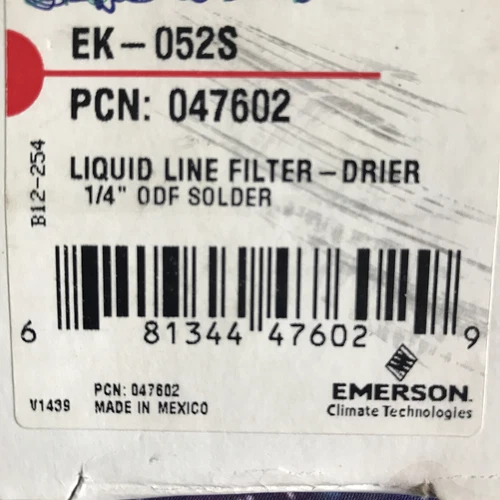 EK-052S
PCN: 047602
LIQUID LINE FILTER-DRIER
1/4" ODF SOLDER
B12-254
6 81344 47602 9
PCN: 047602
MADE IN MEXICO
V1439
EMERSON
Climate Technologies